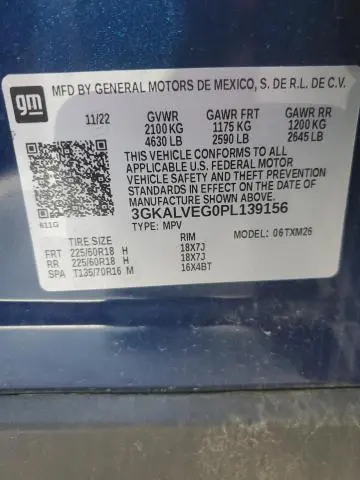 gm
MFD BY GENERAL MOTORS DE MEXICO, S. DE R.L. DE C.V.
11/22 GVWR GAWR FRT GAWR RR
2100 KG 1175 KG 1200 KG
4630 LB 2590 LB 2645 LB
THIS VEHICLE CONFORMS TO ALL
APPLICABLE U.S. FEDERAL MOTOR
VEHICLE SAFETY AND THEFT PREVENTION
STANDARDS IN EFFECT ON THE DATE OF
MANUFACTURE SHOWN ABOVE.
3GKALVEG0PL139156
611G
TYPE: MPV MODEL: 06TXM26
TIRE SIZE RIM
FRT 225/60R18 H 18X7J
RR 225/60R18 H 18X7J
SPA T135/70R16 M 16X4BT